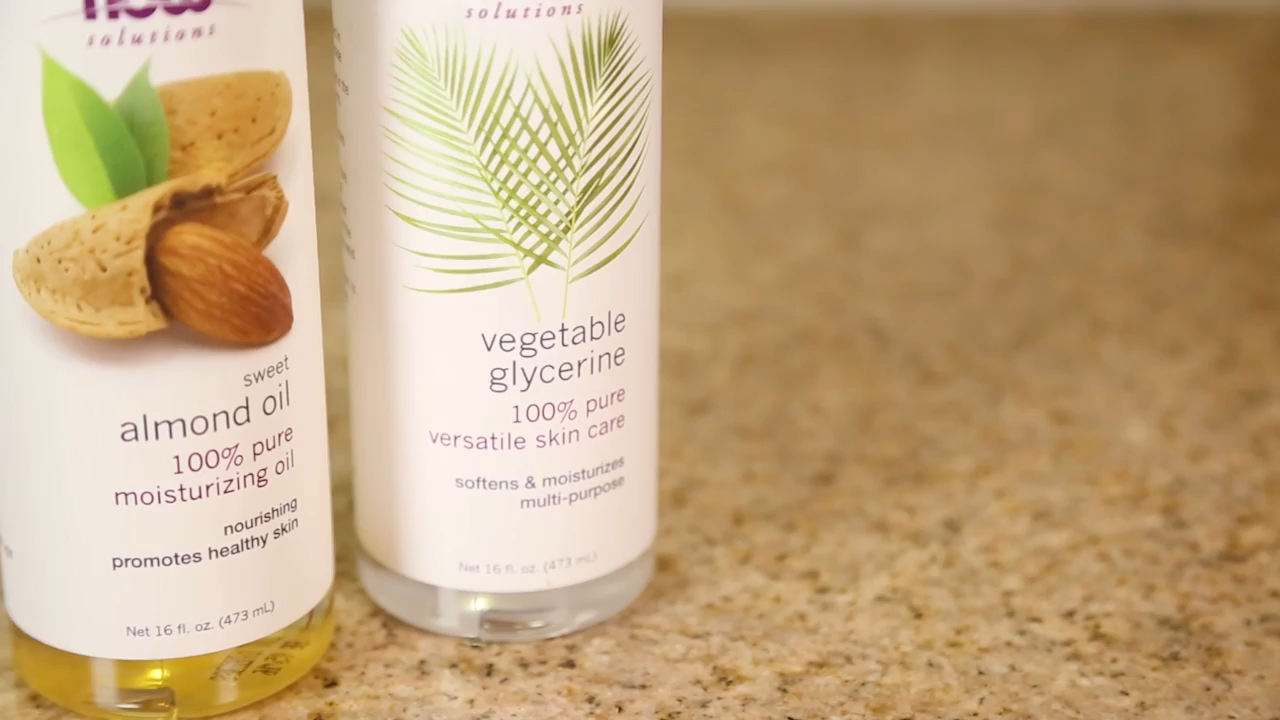 now
solutions
sweet
almond oil
100% pure
moisturizing oil
nourishing
promotes healthy skin
Net 16 fl. oz. (473 mL)
solutions
vegetable
glycerine
100% pure
versatile skin care
softens & moisturizes
multi-purpose
Net 16 fl. oz. (473 mL)